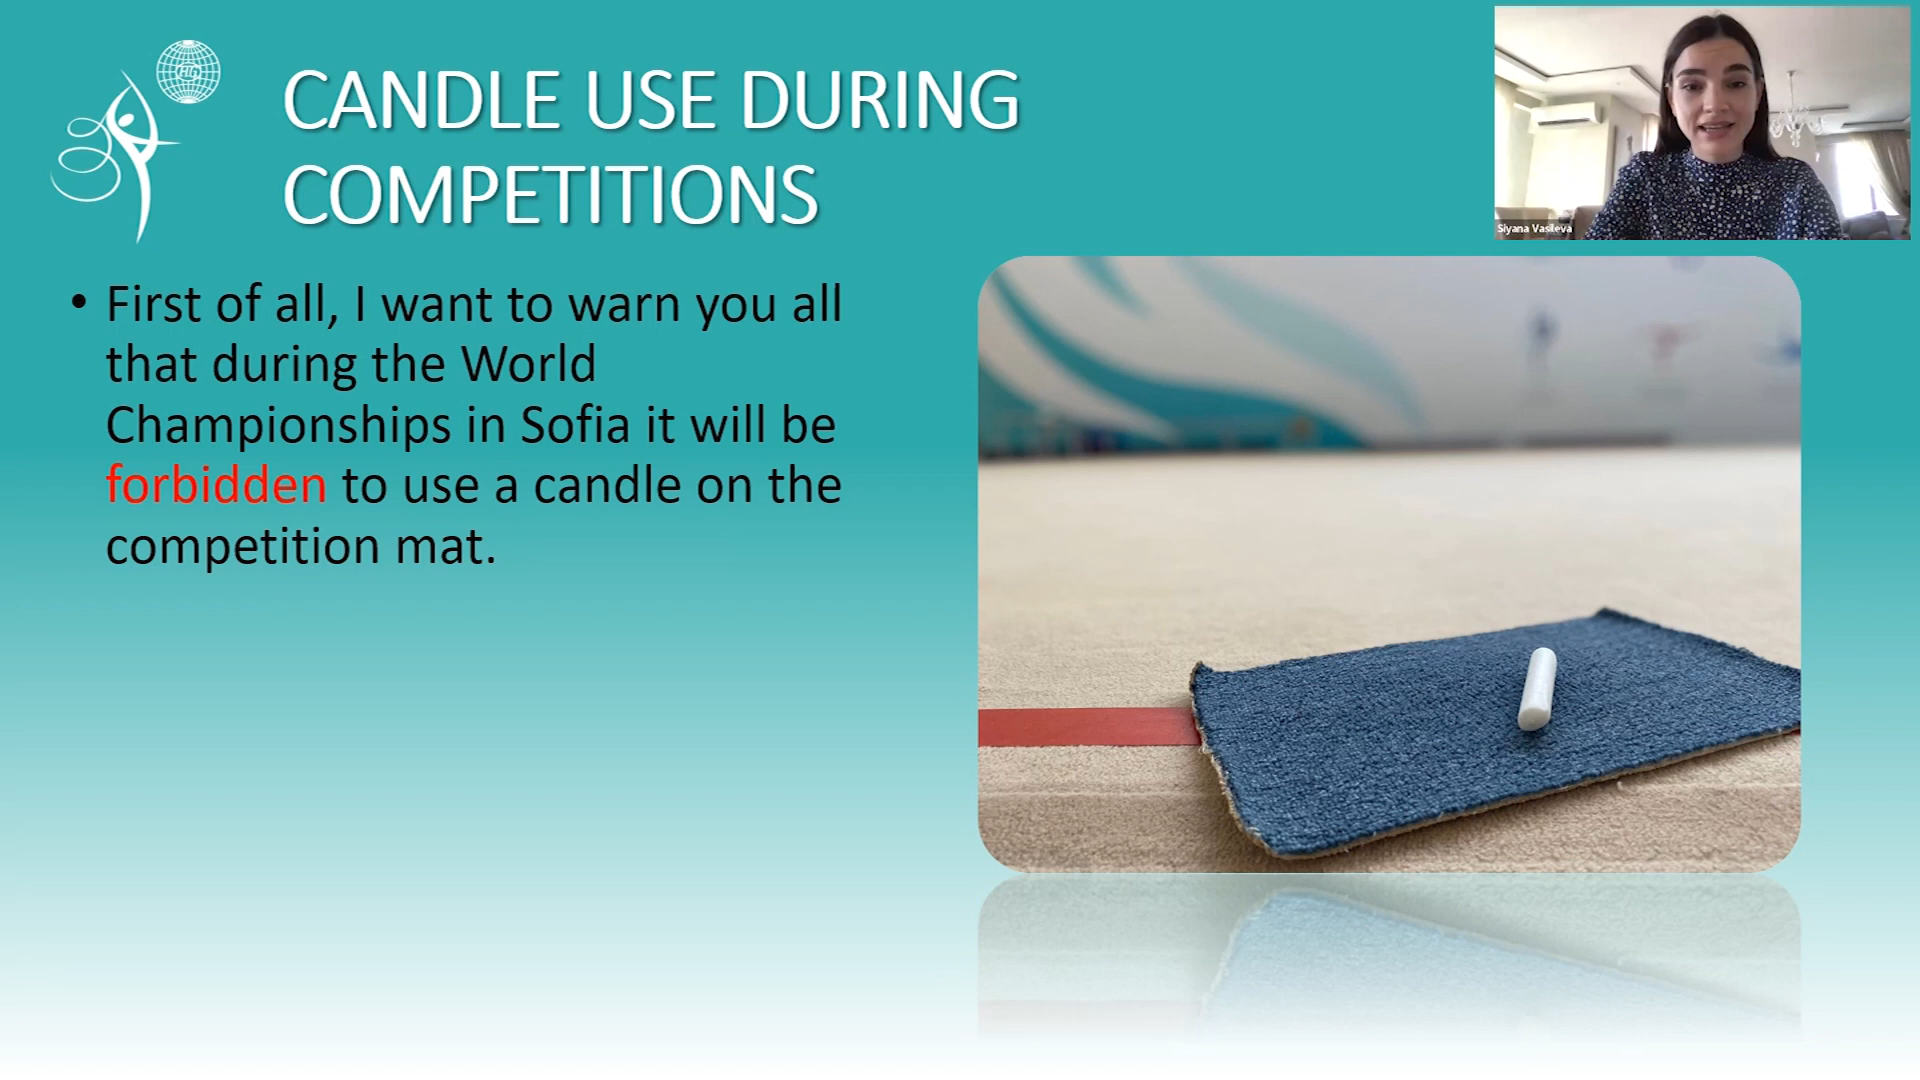 CANDLE USE DURING
COMPETITIONS
Siyana Vasileva
• First of all, I want to warn you all
that during the World
Championships in Sofia it will be
forbidden to use a candle on the
competition mat.